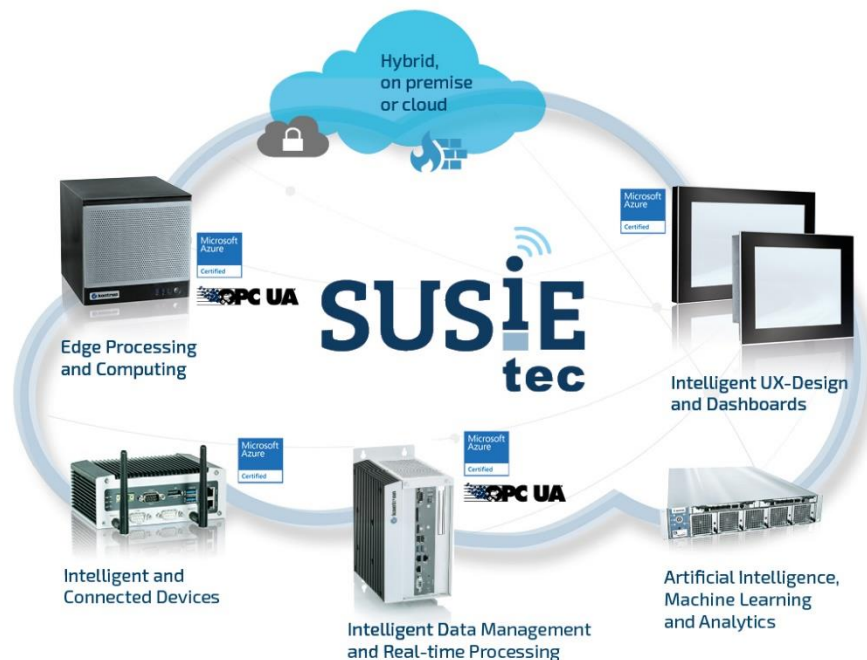 Hybrid,
on premise
or cloud
Microsoft
Azure
Certified
OPC UA
Edge Processing
and Computing
SUSiE
tec
Microsoft
Azure
Certified
Intelligent UX-Design
and Dashboards
Microsoft
Azure
Certified
Intelligent and
Connected Devices
Microsoft
Azure
Certified
OPC UA
Intelligent Data Management
and Real-time Processing
Artificial Intelligence,
Machine Learning
and Analytics